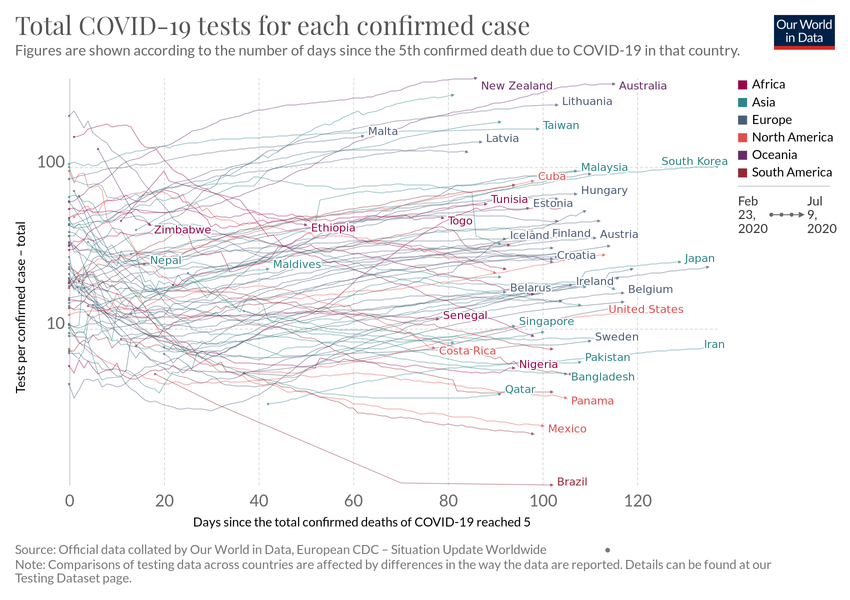 Total COVID-19 tests for each confirmed case
Figures are shown according to the number of days since the 5th confirmed death due to COVID-19 in that country.
Our World
in Data
New Zealand
Australia
Lithuania
Malta
Taiwan
Latvia
100
South Korea
Malaysia
Cuba
Hungary
Tunisia
Estonia
Togo
Zimbabwe
Ethiopia
Iceland
Finland
Austria
Croatia
Nepal
Maldives
Japan
Ireland
Belarus
Belgium
United States
Senegal
Singapore
10
Sweden
Iran
Costa Rica
Pakistan
Nigeria
Bangladesh
Qatar
Panama
Mexico
Brazil
Tests per confirmed case – total
0
20
40
60
80
100
120
Days since the total confirmed deaths of COVID-19 reached 5
Africa
Asia
Europe
North America
Oceania
South America
Feb
23,
2020
Jul
9,
2020
Source: Official data collated by Our World in Data, European CDC – Situation Update Worldwide
Note: Comparisons of testing data across countries are affected by differences in the way the data are reported. Details can be found at our
Testing Dataset page.